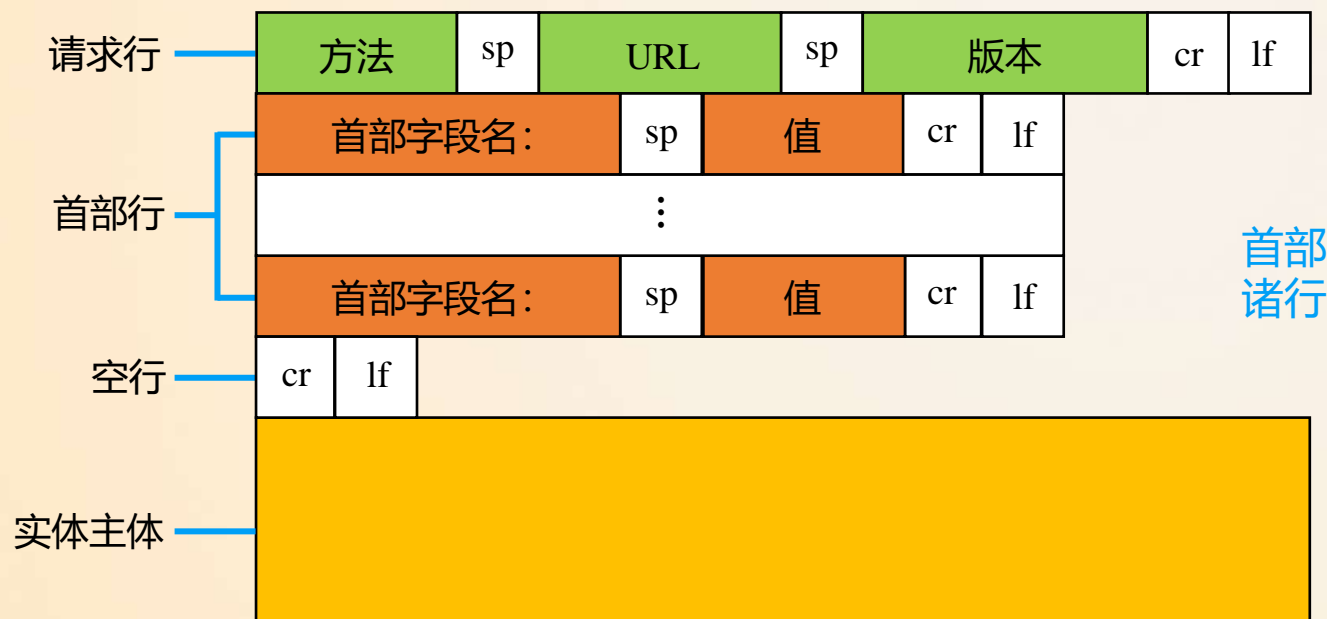 请求行 方法 sp URL sp 版本 cr lf
首部字段名： sp 值 cr lf
首部行 ⋮
首部
诸行
首部字段名： sp 值 cr lf
空行 cr lf
实体主体